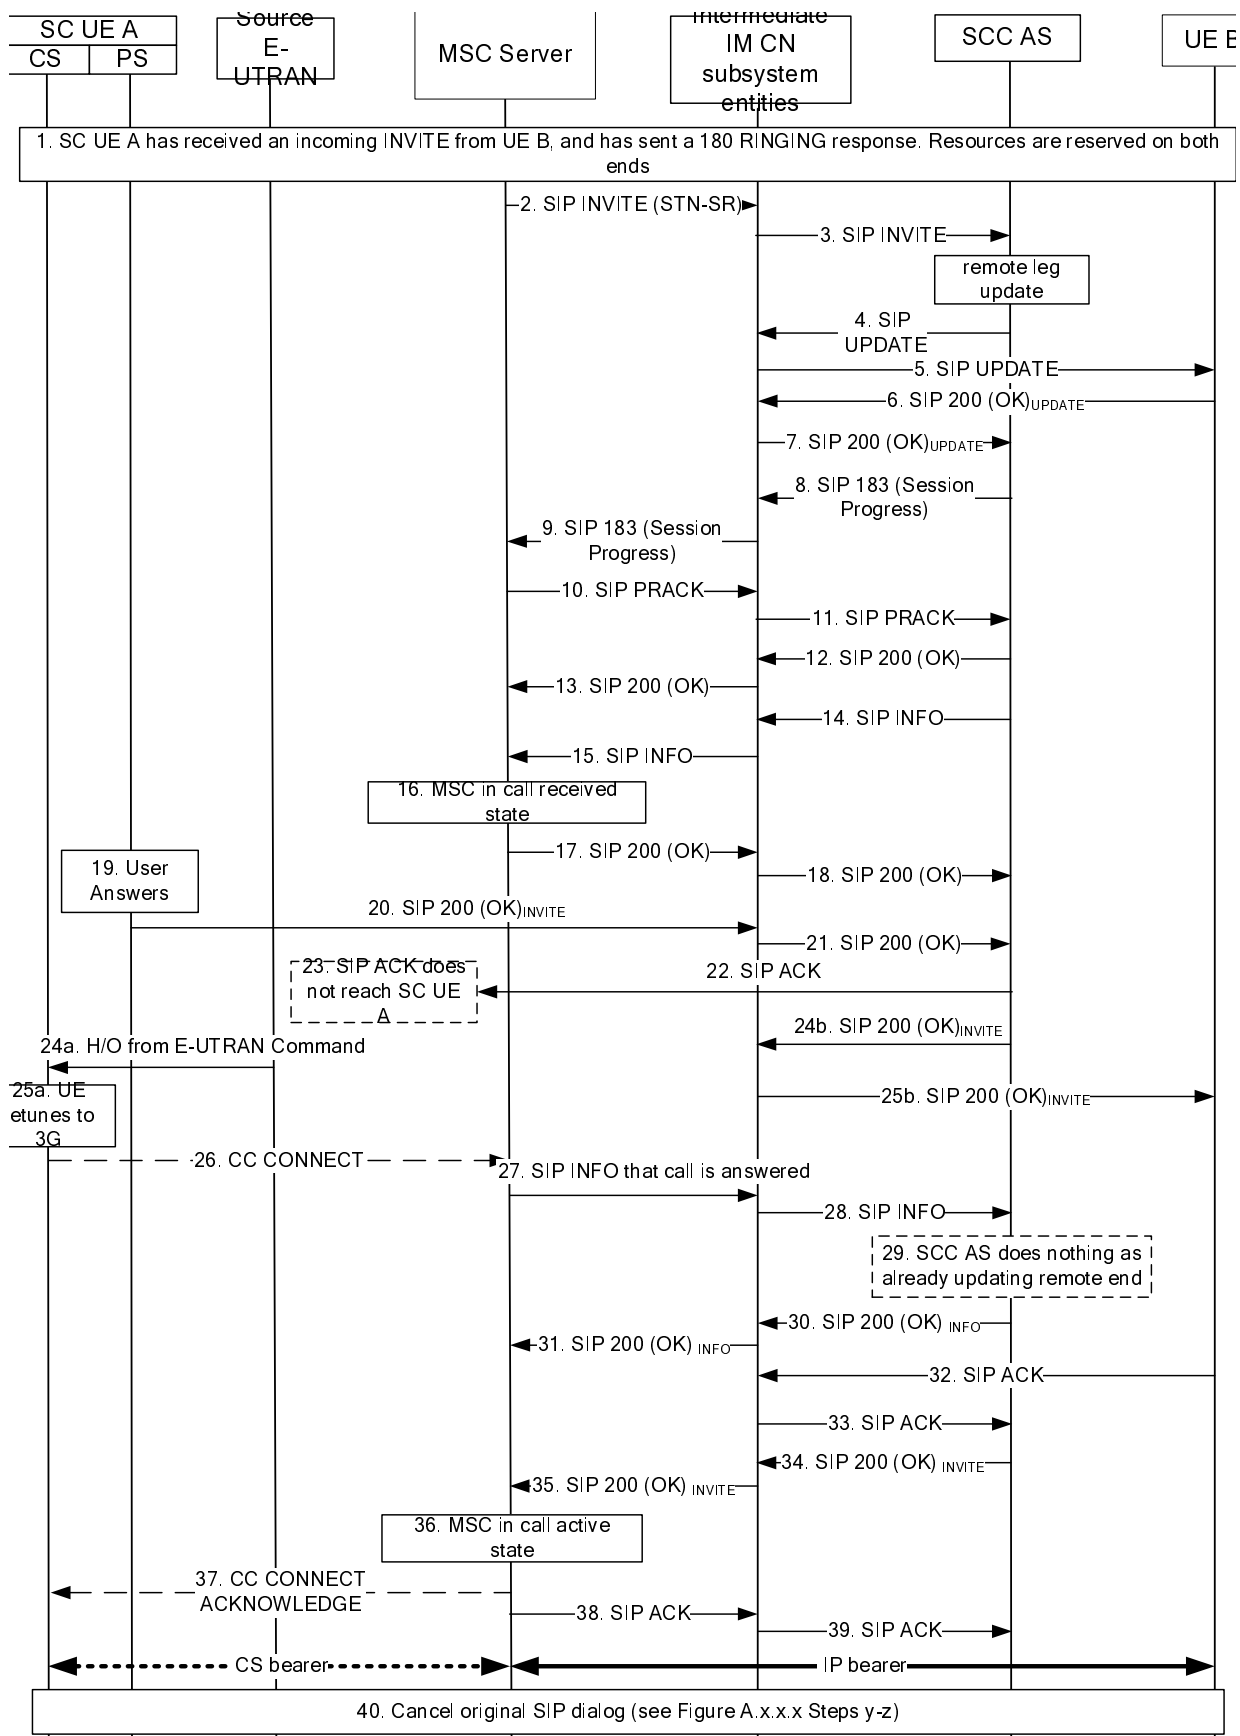 SC UE A
CS
PS
Source
E-
UTRAN
MSC Server
Intermediate
IM CN
subsystem
entities
SCC AS
UE B
1. SC UE A has received an incoming INVITE from UE B, and has sent a 180 RINGING response. Resources are reserved on both
ends
2. SIP INVITE (STN-SR)
3. SIP INVITE
remote leg
update
4. SIP
UPDATE
5. SIP UPDATE
6. SIP 200 (OK)UPDATE
7. SIP 200 (OK)UPDATE
8. SIP 183 (Session
Progress)
9. SIP 183 (Session
Progress)
10. SIP PRACK
11. SIP PRACK
12. SIP 200 (OK)
13. SIP 200 (OK)
14. SIP INFO
15. SIP INFO
16. MSC in call received
state
17. SIP 200 (OK)
19. User
Answers
18. SIP 200 (OK)
20. SIP 200 (OK)INVITE
21. SIP 200 (OK)
23. SIP ACK does
not reach SC UE
A
22. SIP ACK
24b. SIP 200 (OK)INVITE
24a. H/O from E-UTRAN Command
25a. UE
etunes to
3G
25b. SIP 200 (OK)INVITE
26. CC CONNECT
27. SIP INFO that call is answered
28. SIP INFO
29. SCC AS does nothing as
already updating remote end
30. SIP 200 (OK) INFO
31. SIP 200 (OK) INFO
32. SIP ACK
33. SIP ACK
34. SIP 200 (OK) INVITE
35. SIP 200 (OK) INVITE
36. MSC in call active
state
37. CC CONNECT
ACKNOWLEDGE
38. SIP ACK
39. SIP ACK
CS bearer
IP bearer
40. Cancel original SIP dialog (see Figure A.x.x.x Steps y-z)